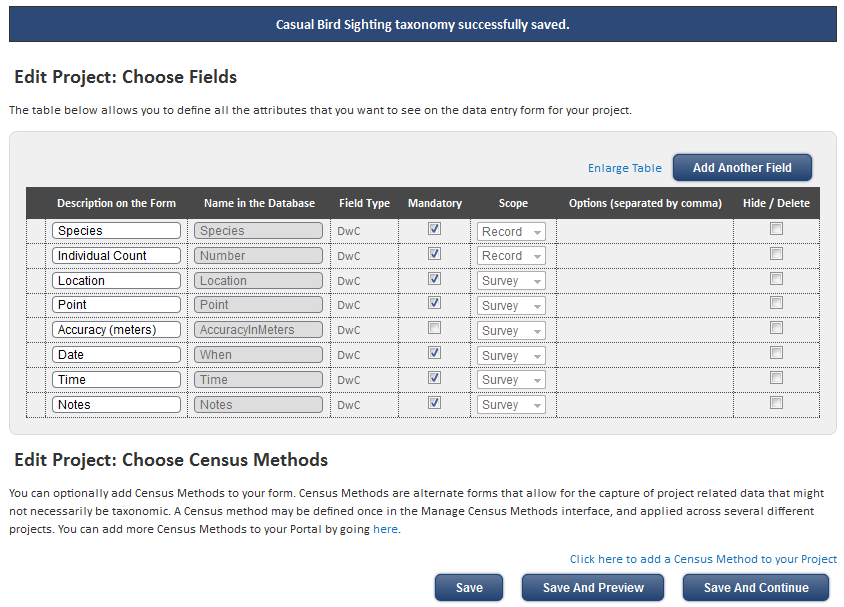 Casual Bird Sighting taxonomy successfully saved.
Edit Project: Choose Fields
The table below allows you to define all the attributes that you want to see on the data entry form for your project.
Enlarge Table Add Another Field
Description on the Form Name in the Database Field Type Mandatory Scope Options (separated by comma) Hide / Delete
Species Species DwC Record
Individual Count Number DwC Record
Location Location DwC Survey
Point Point DwC Survey
Accuracy (meters) AccuracyInMeters DwC Survey
Date When DwC Survey
Time Time DwC Survey
Notes Notes DwC Survey
Edit Project: Choose Census Methods
You can optionally add Census Methods to your form. Census Methods are alternate forms that allow for the capture of project related data that might
not necessarily be taxonomic. A Census method may be defined once in the Manage Census Methods interface, and applied across several different
projects. You can add more Census Methods to your Portal by going here.
Click here to add a Census Method to your Project
Save Save And Preview Save And Continue